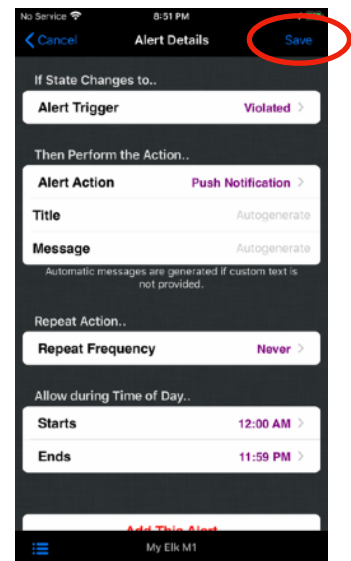 No Service 8:51 PM
Cancel Alert Details Save
If State Changes to..
Alert Trigger Violated
Then Perform the Action..
Alert Action Push Notification
Title Autogenerate
Message Autogenerate
Automatic messages are generated if custom text is
not provided.
Repeat Action..
Repeat Frequency Never
Allow during Time of Day..
Starts 12:00 AM
Ends 11:59 PM
Add This Alert
My Elk M1